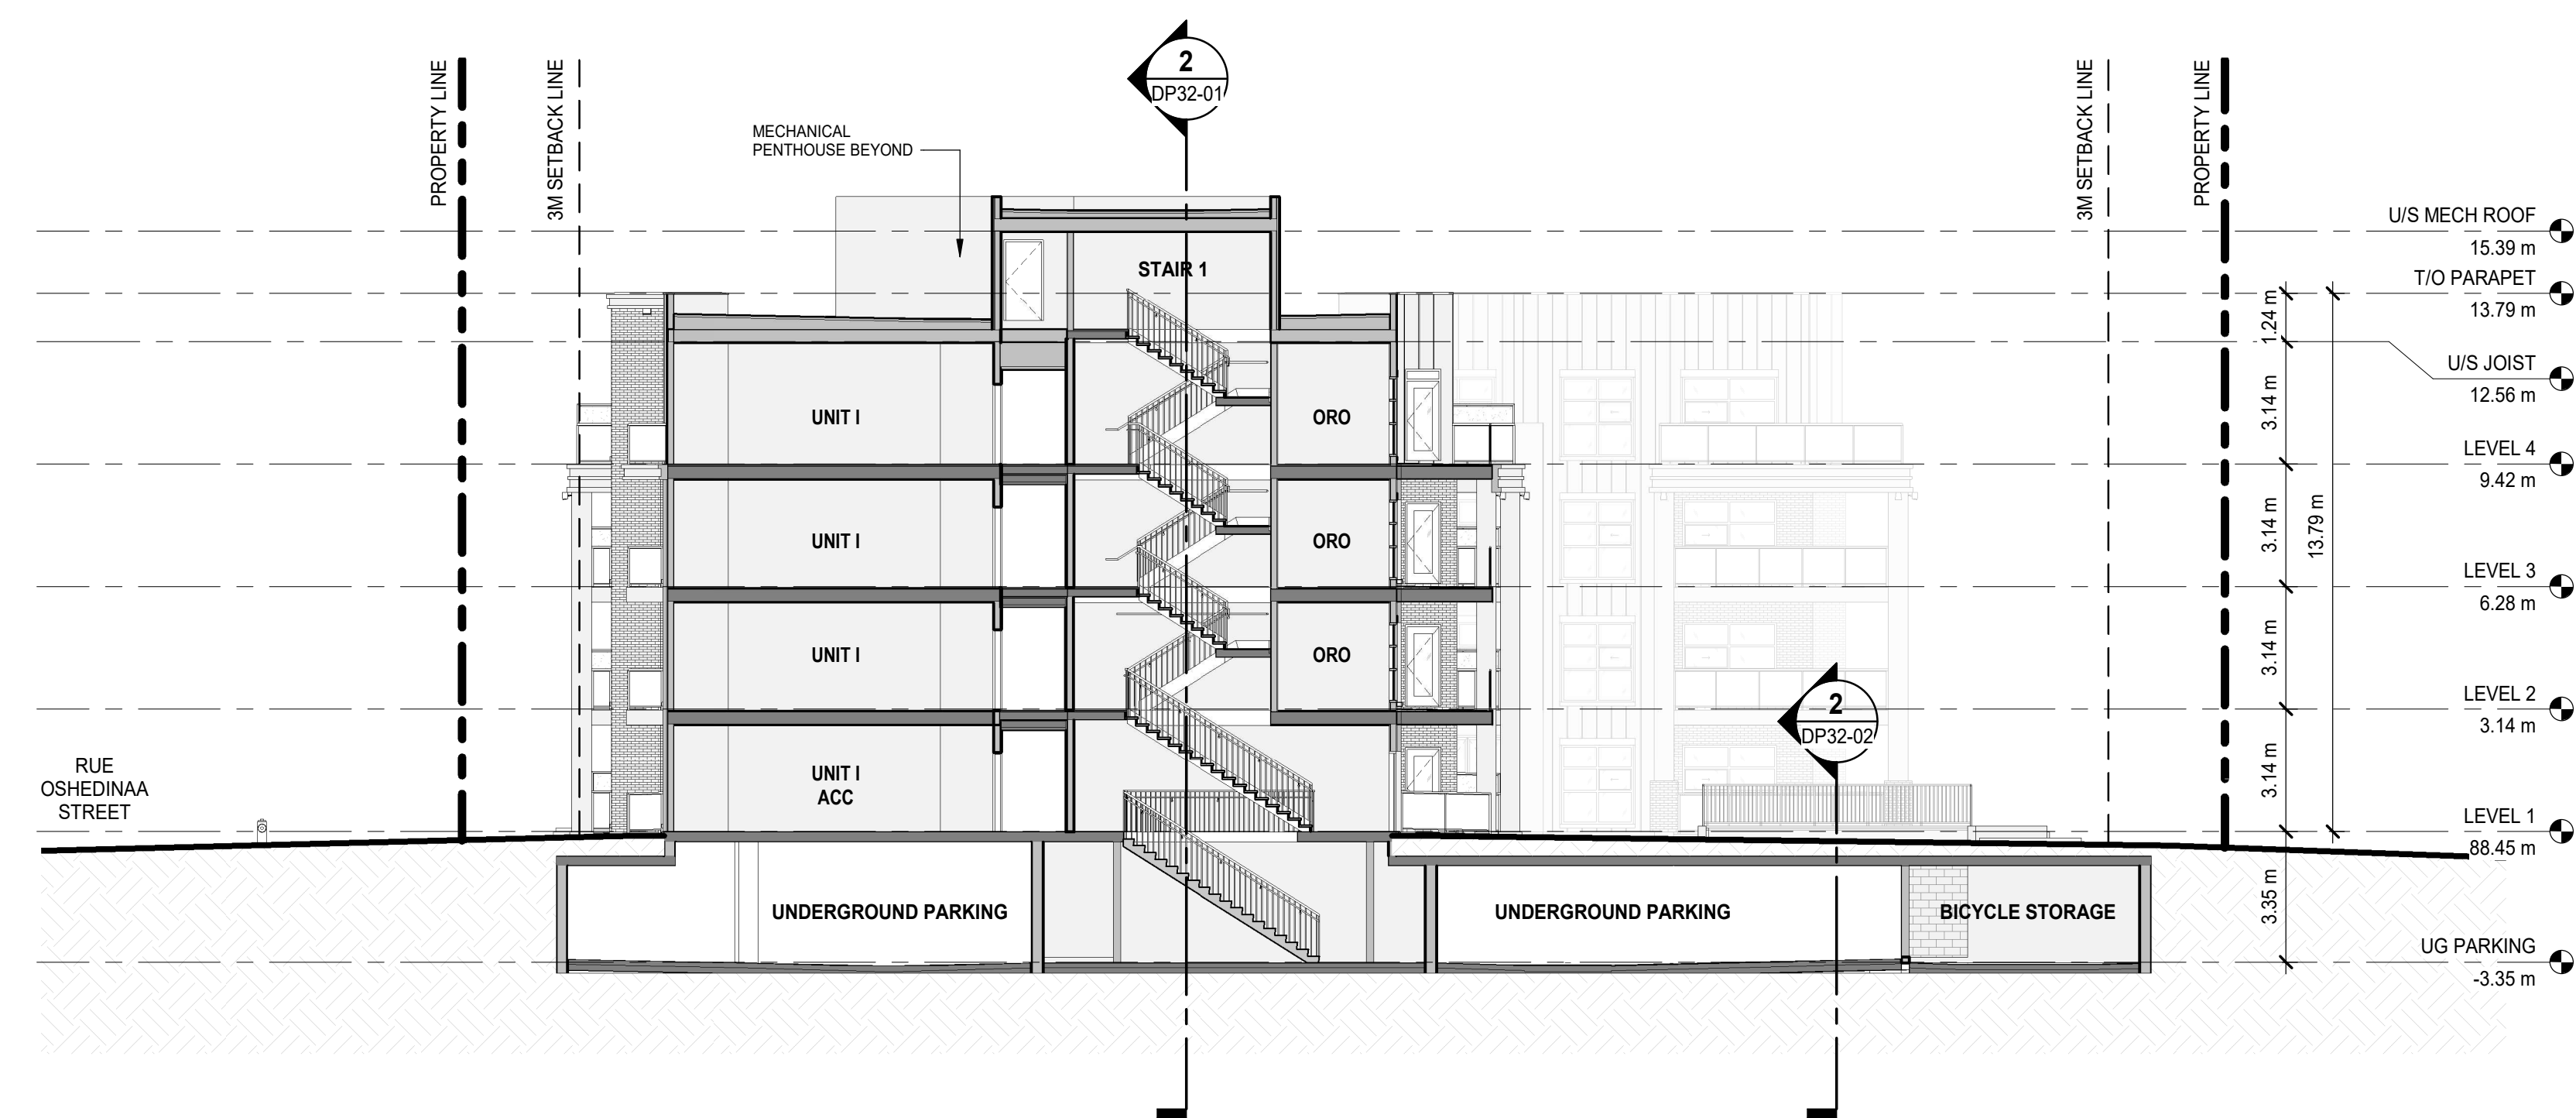 2
DP32-01
PROPERTY LINE
3M SETBACK LINE
3M SETBACK LINE
PROPERTY LINE
MECHANICAL
PENTHOUSE BEYOND
U/S MECH ROOF
15.39 m
STAIR 1
T/O PARAPET
13.79 m
1.24 m
U/S JOIST
12.56 m
UNIT I
ORO
3.14 m
LEVEL 4
9.42 m
UNIT I
ORO
3.14 m
13.79 m
LEVEL 3
6.28 m
UNIT I
ORO
3.14 m
LEVEL 2
3.14 m
2
DP32-02
RUE
OSHEDINAA
STREET
UNIT I
ACC
3.14 m
LEVEL 1
88.45 m
UNDERGROUND PARKING
UNDERGROUND PARKING
BICYCLE STORAGE
3.35 m
UG PARKING
-3.35 m